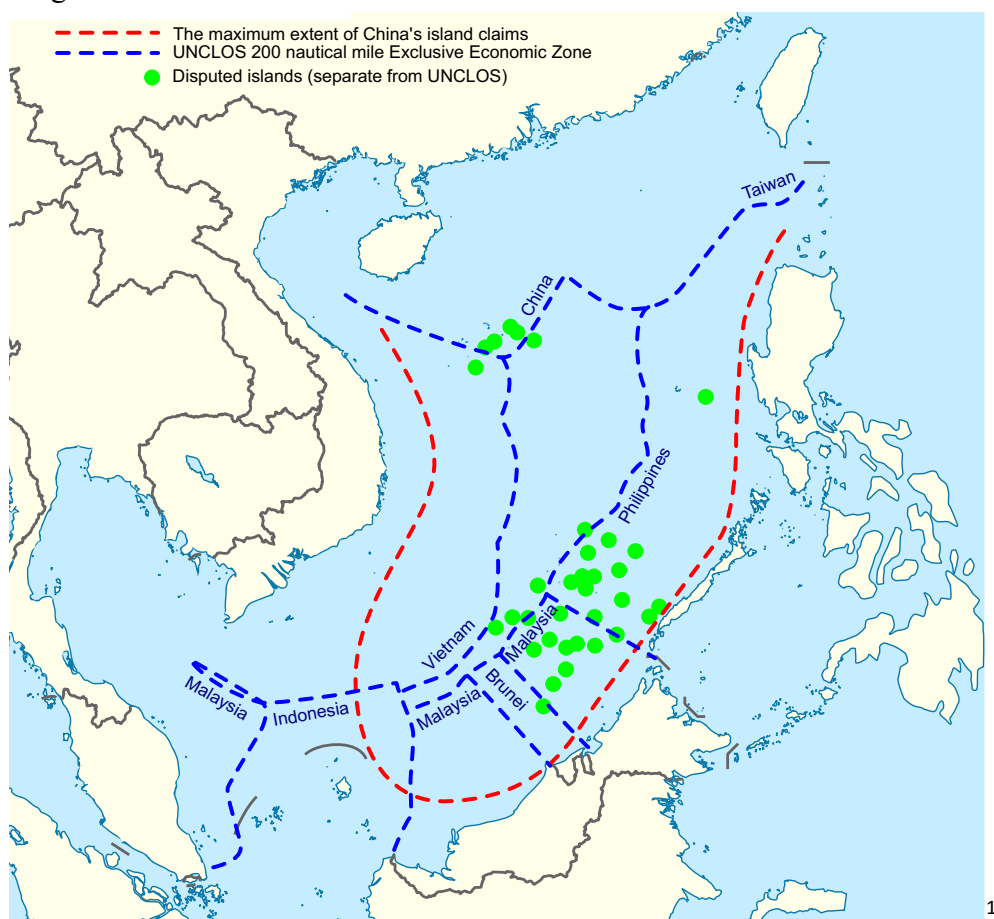 The maximum extent of China's island claims
UNCLOS 200 nautical mile Exclusive Economic Zone
Disputed islands (separate from UNCLOS)
Taiwan
China
Philippines
Vietnam
Malaysia
Brunei
Malaysia
Indonesia
Malaysia
1